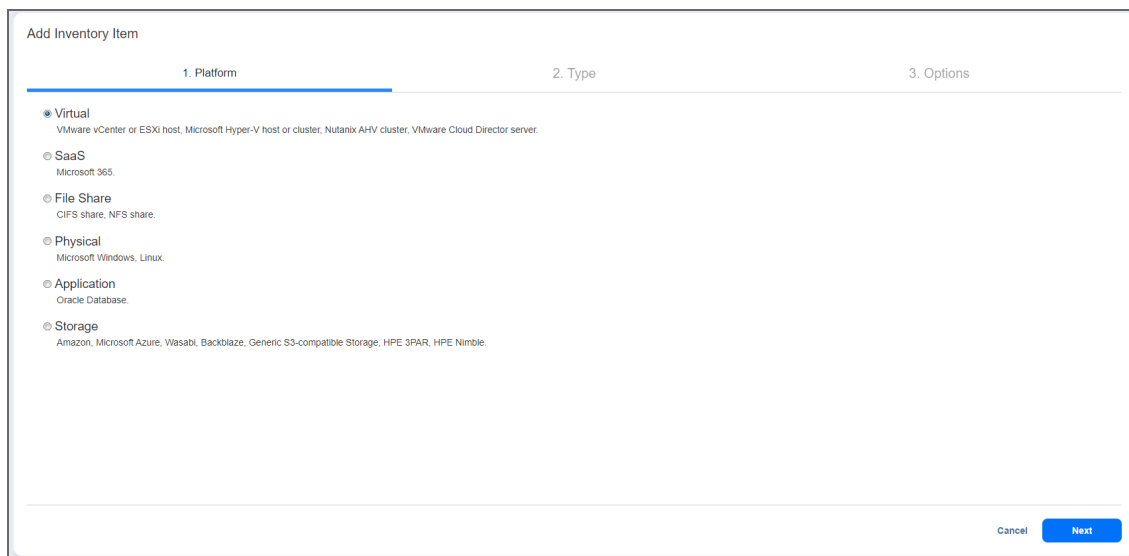 Add Inventory Item
1. Platform
2. Type
3. Options
Virtual
VMware vCenter or ESXi host, Microsoft Hyper-V host or cluster, Nutanix AHV cluster, VMware Cloud Director server.
SaaS
Microsoft 365.
File Share
CIFS share, NFS share.
Physical
Microsoft Windows, Linux.
Application
Oracle Database.
Storage
Amazon, Microsoft Azure, Wasabi, Backblaze, Generic S3-compatible Storage, HPE 3PAR, HPE Nimble.
Cancel
Next